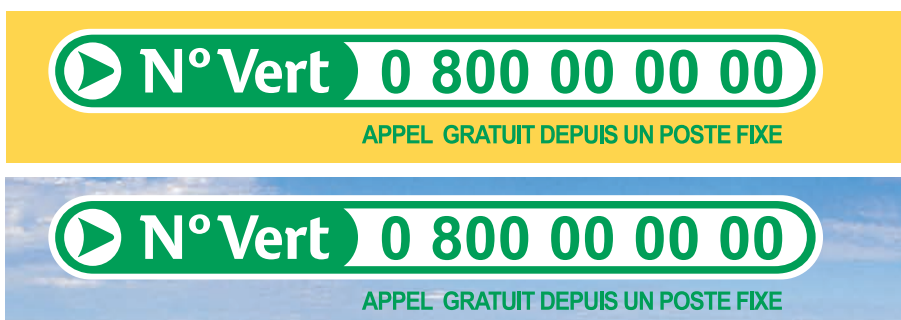 N° Vert 0 800 00 00 00
APPEL GRATUIT DEPUIS UN POSTE FIXE
N° Vert 0 800 00 00 00
APPEL GRATUIT DEPUIS UN POSTE FIXE